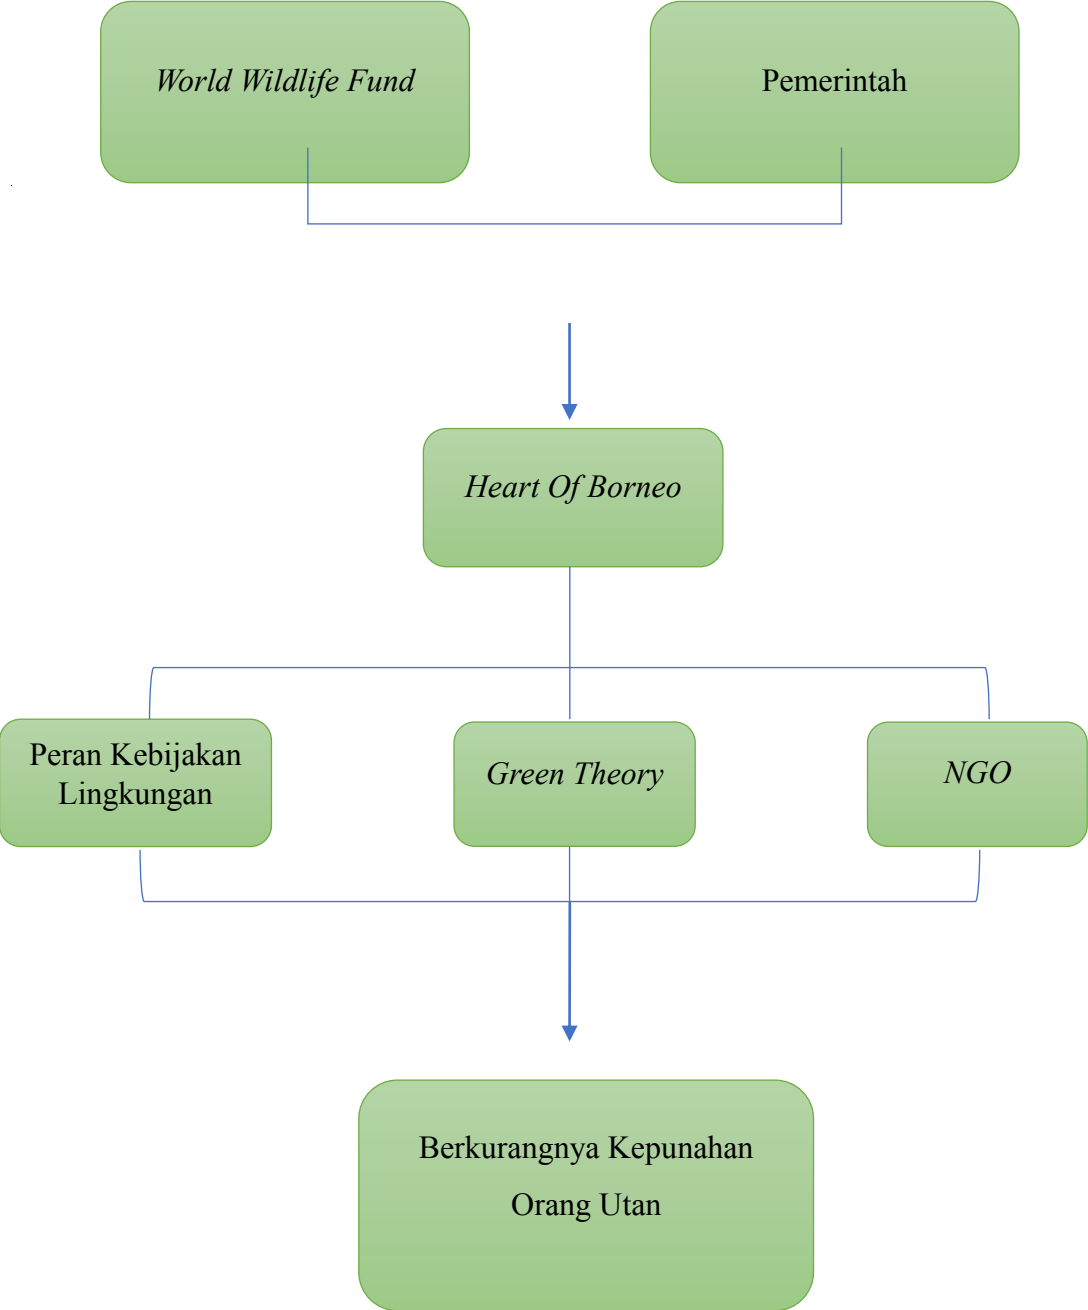 World Wildlife Fund
Pemerintah
Heart Of Borneo
Peran Kebijakan
Lingkungan
Green Theory
NGO
Berkurangnya Kepunahan
Orang Utan